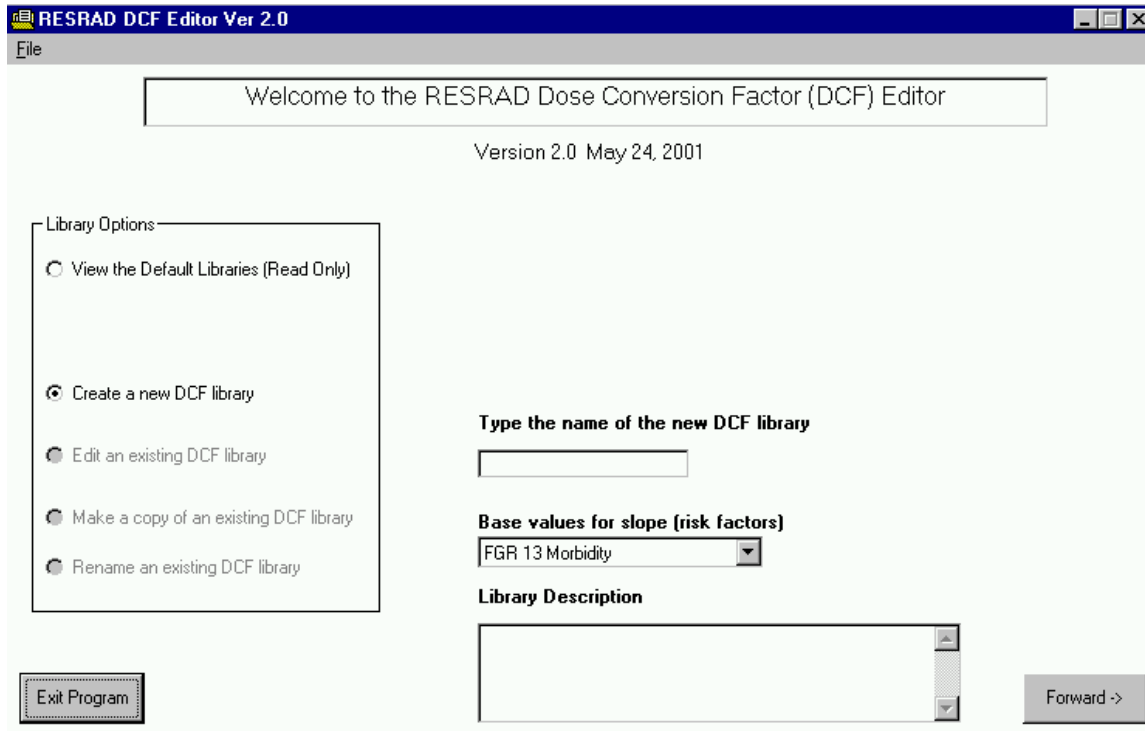 RESRAD DCF Editor Ver 2.0
File
Welcome to the RESRAD Dose Conversion Factor (DCF) Editor
Version 2.0 May 24, 2001
Library Options
View the Default Libraries (Read Only)
Create a new DCF library
Edit an existing DCF library
Make a copy of an existing DCF library
Rename an existing DCF library
Type the name of the new DCF library
Base values for slope (risk factors)
FGR 13 Morbidity
Library Description
Exit Program
Forward ->